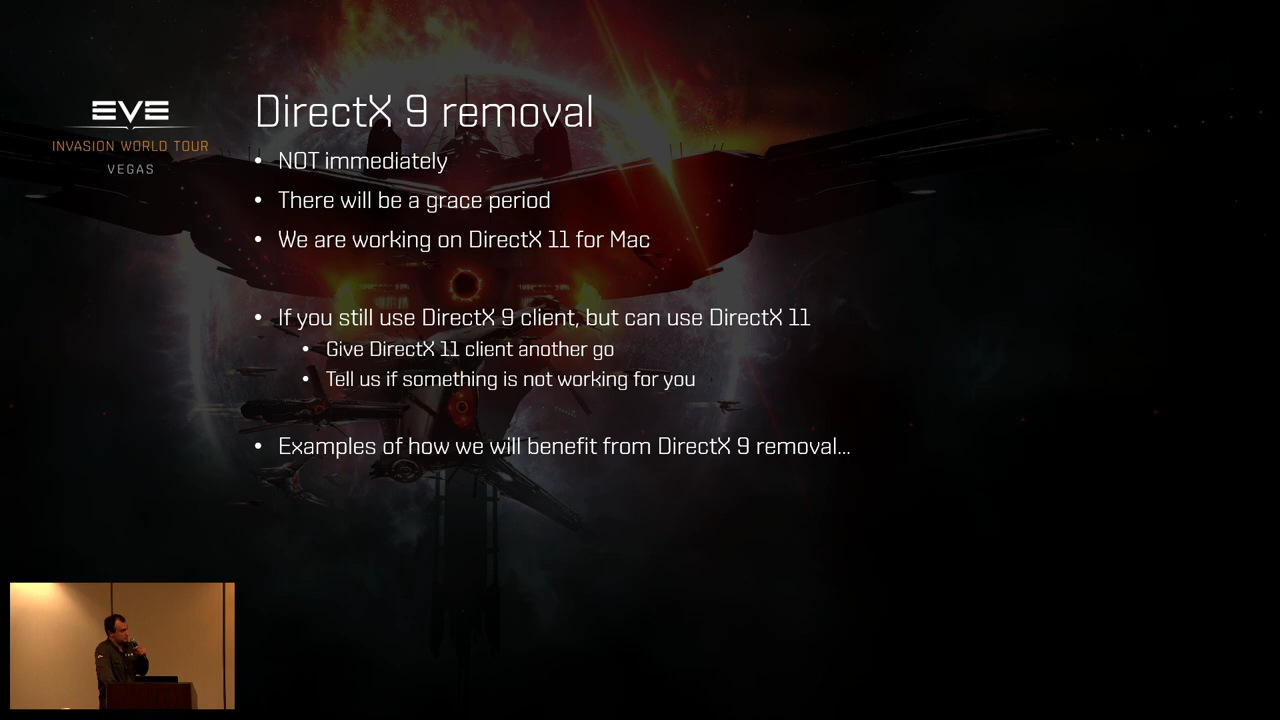 EVE
INVASION WORLD TOUR
VEGAS
DirectX 9 removal
• NOT immediately
• There will be a grace period
• We are working on DirectX 11 for Mac
• If you still use DirectX 9 client, but can use DirectX 11
• Give DirectX 11 client another go
• Tell us if something is not working for you
• Examples of how we will benefit from DirectX 9 removal...